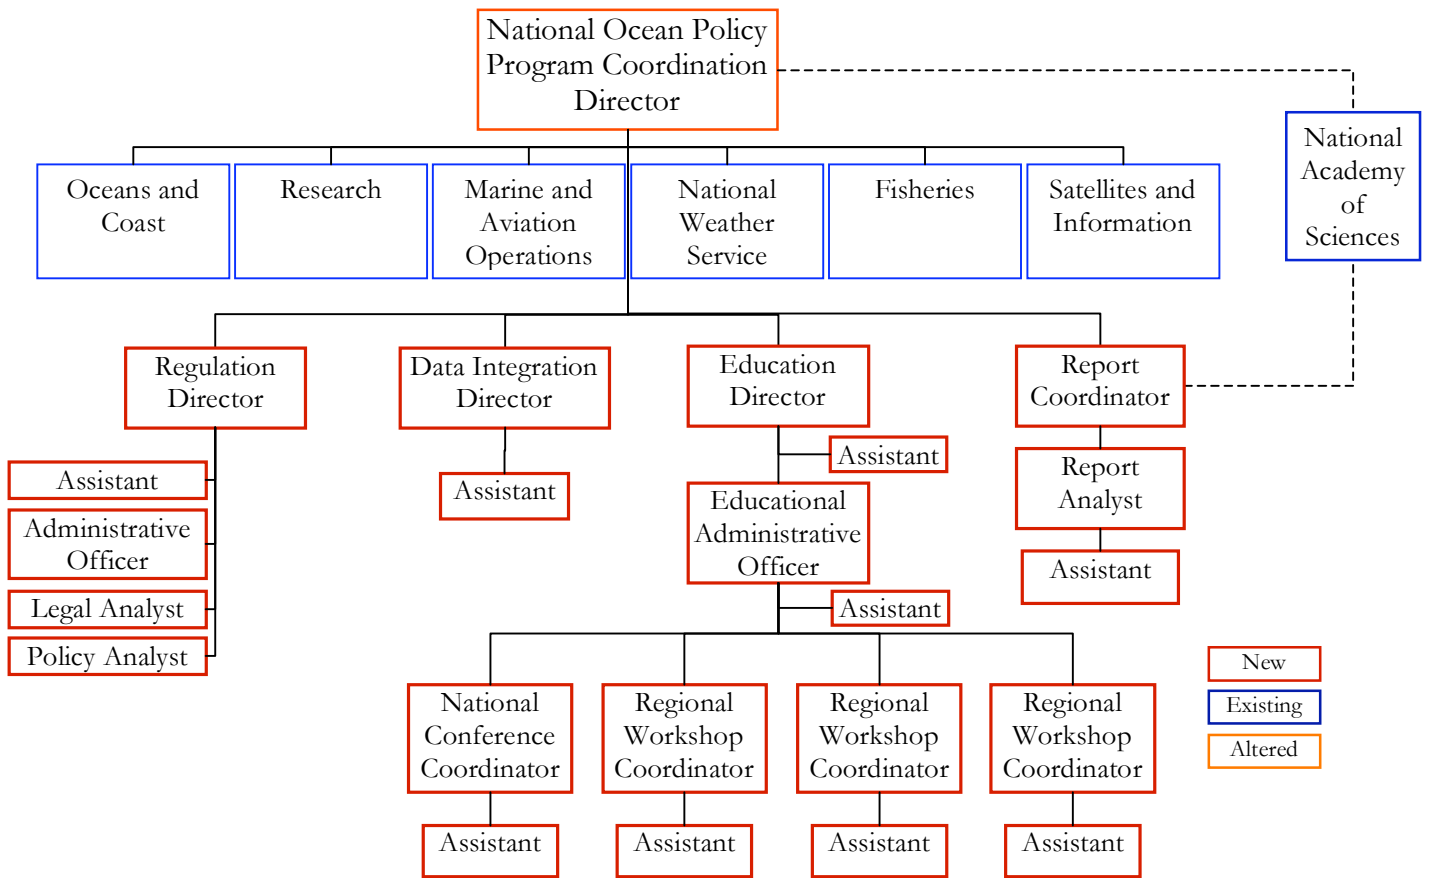 National Ocean Policy
Program Coordination
Director
National
Academy
of
Sciences
Oceans and
Coast
Research
Marine and
Aviation
Operations
National
Weather
Service
Fisheries
Satellites and
Information
Regulation
Director
Data Integration
Director
Education
Director
Report
Coordinator
Assistant
Administrative
Officer
Legal Analyst
Policy Analyst
Assistant
Assistant
Educational
Administrative
Officer
Assistant
Report
Analyst
Assistant
National
Conference
Coordinator
Regional
Workshop
Coordinator
Regional
Workshop
Coordinator
Regional
Workshop
Coordinator
Assistant
Assistant
Assistant
Assistant
New
Existing
Altered